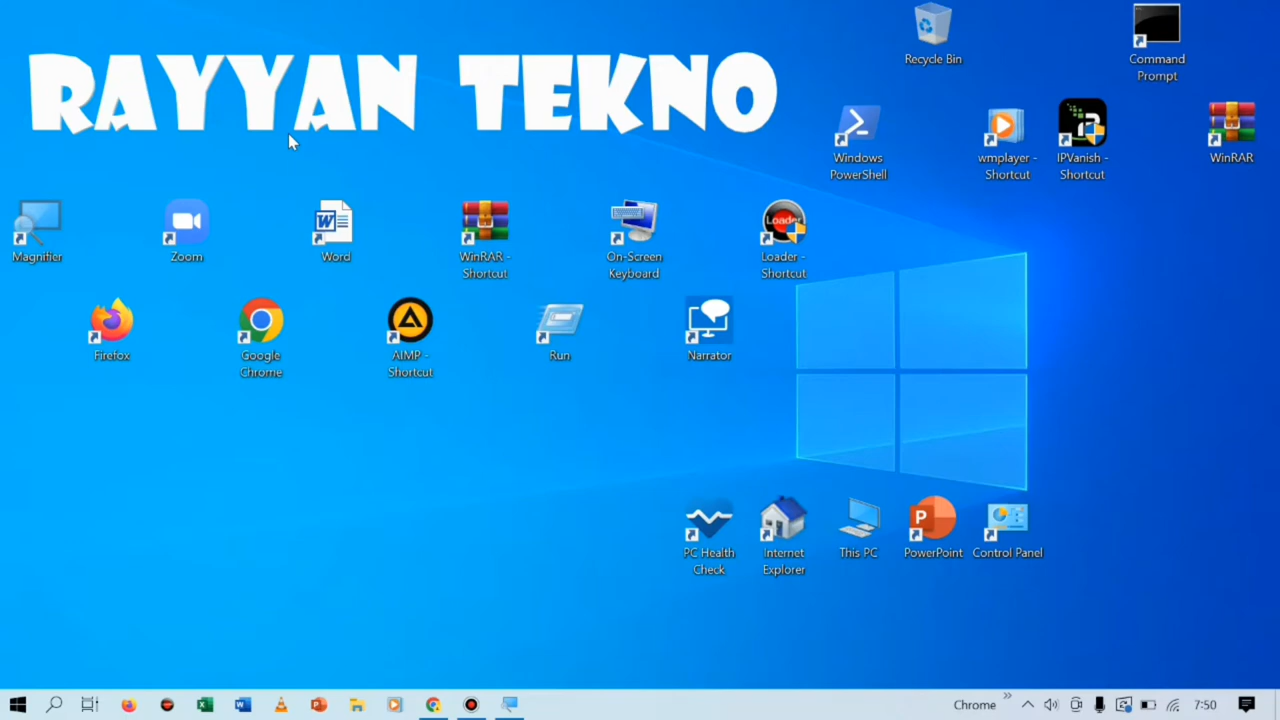 RAYYAN TEKNO
Recycle Bin
Command
Prompt
Windows
PowerShell
wmplayer -
Shortcut
IPVanish -
Shortcut
WinRAR
Magnifier
Zoom
Word
WinRAR -
Shortcut
On-Screen
Keyboard
Loader
Loader -
Shortcut
Firefox
Google
Chrome
AIMP -
Shortcut
Run
Narrator
PC Health
Check
Internet
Explorer
This PC
PowerPoint
Control Panel
Chrome
7:50